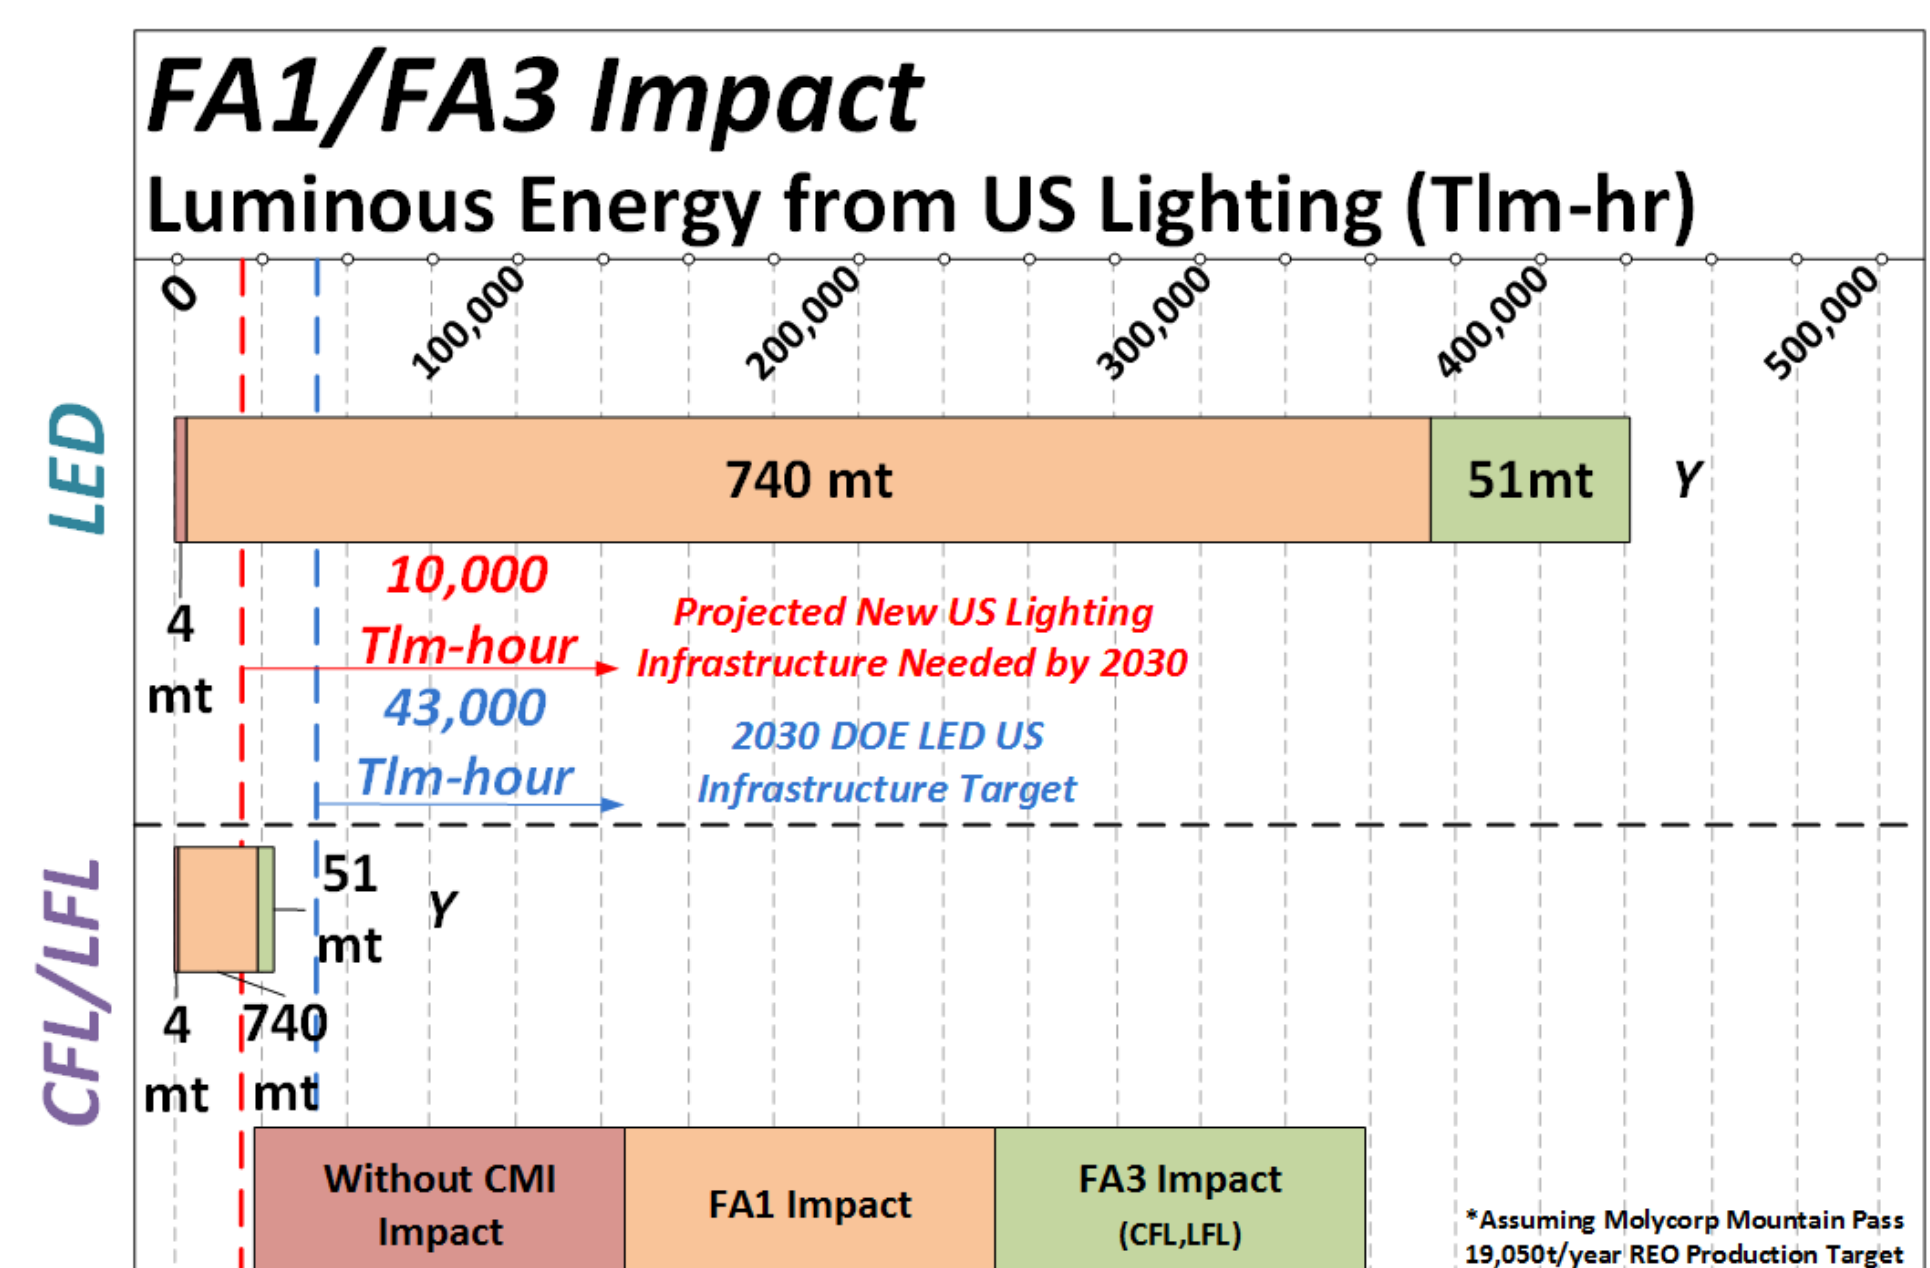 FA1/FA3 Impact
Luminous Energy from US Lighting (Tlm-hr)
0
100,000
200,000
300,000
400,000
500,000
LED
740 mt
51mt
Y
4
mt
10,000
Tlm-hour
Projected New US Lighting
Infrastructure Needed by 2030
43,000
Tlm-hour
2030 DOE LED US
Infrastructure Target
CFL/LFL
51
mt
Y
4
mt
740
mt
Without CMI
Impact
FA1 Impact
FA3 Impact
(CFL,LFL)
*Assuming Molycorp Mountain Pass
19,050t/year REO Production Target